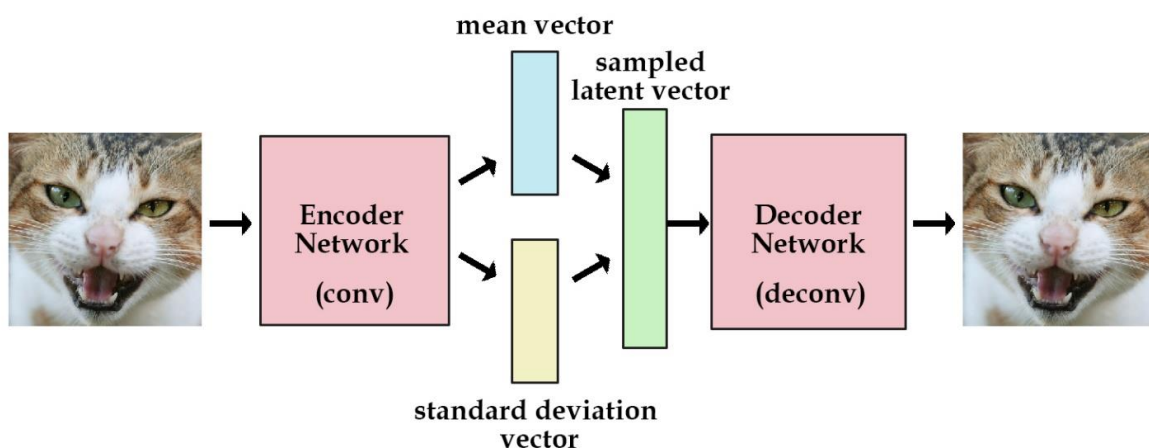 mean vector
sampled
latent vector
Encoder
Network
(conv)
Decoder
Network
(deconv)
standard deviation
vector